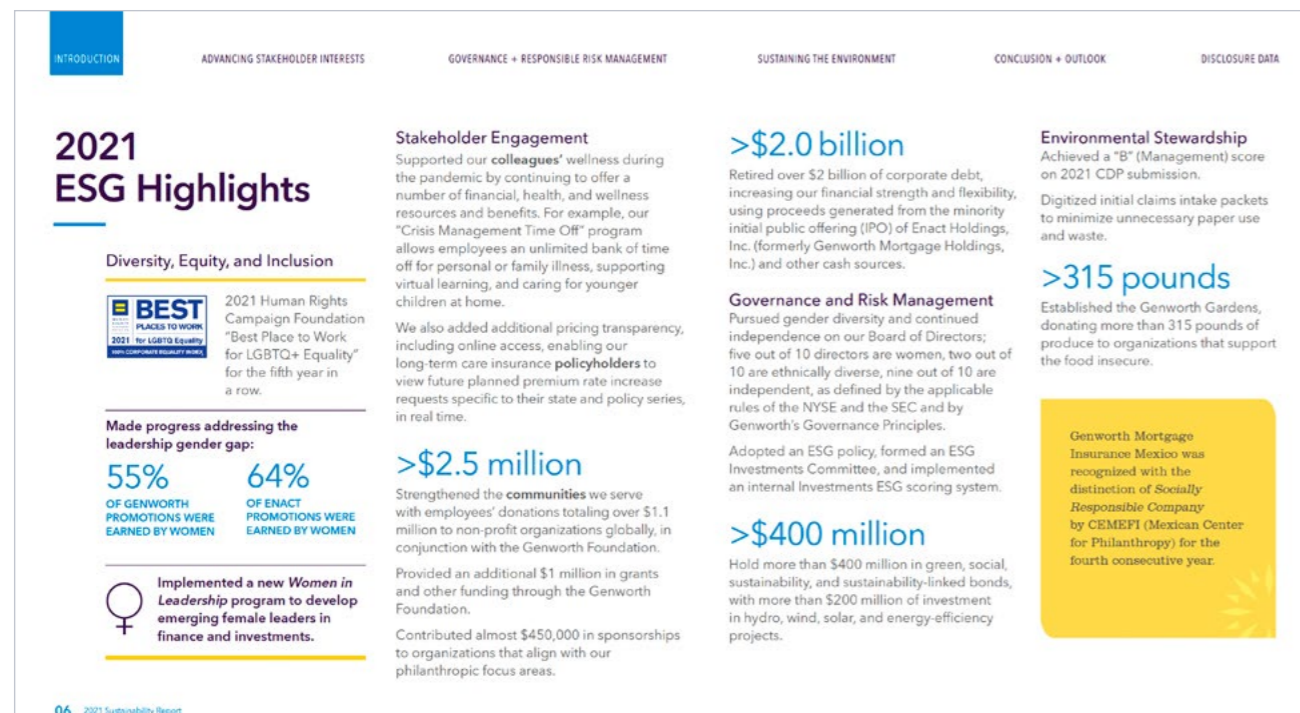 INTRODUCTION
ADVANCING STAKEHOLDER INTERESTS
GOVERNANCE + RESPONSIBLE RISK MANAGEMENT
SUSTAINING THE ENVIRONMENT
CONCLUSION + OUTLOOK
DISCLOSURE DATA
2021
ESG Highlights
Diversity, Equity, and Inclusion
BEST
PLACES TO WORK
2021 for LGBTQ Equality
100% CORPORATE EQUALITY INDEX
2021 Human Rights
Campaign Foundation
"Best Place to Work
for LGBTQ+ Equality"
for the fifth year in
a row.
Made progress addressing the
leadership gender gap:
55%
OF GENWORTH
PROMOTIONS WERE
EARNED BY WOMEN
64%
OF ENACT
PROMOTIONS WERE
EARNED BY WOMEN
Implemented a new Women in
Leadership program to develop
emerging female leaders in
finance and investments.
Stakeholder Engagement
Supported our colleagues' wellness during
the pandemic by continuing to offer a
number of financial, health, and wellness
resources and benefits. For example, our
"Crisis Management Time Off" program
allows employees an unlimited bank of time
off for personal or family illness, supporting
virtual learning, and caring for younger
children at home.
We also added additional pricing transparency,
including online access, enabling our
long-term care insurance policyholders to
view future planned premium rate increase
requests specific to their state and policy series,
in real time.
>$2.5 million
Strengthened the communities we serve
with employees' donations totaling over $1.1
million to non-profit organizations globally, in
conjunction with the Genworth Foundation.
Provided an additional $1 million in grants
and other funding through the Genworth
Foundation.
Contributed almost $450,000 in sponsorships
to organizations that align with our
philanthropic focus areas.
>$2.0 billion
Retired over $2 billion of corporate debt,
increasing our financial strength and flexibility,
using proceeds generated from the minority
initial public offering (IPO) of Enact Holdings,
Inc. (formerly Genworth Mortgage Holdings,
Inc.) and other cash sources.
Governance and Risk Management
Pursued gender diversity and continued
independence on our Board of Directors;
five out of 10 directors are women, two out of
10 are ethnically diverse, nine out of 10 are
independent, as defined by the applicable
rules of the NYSE and the SEC and by
Genworth's Governance Principles.
Adopted an ESG policy, formed an ESG
Investments Committee, and implemented
an internal Investments ESG scoring system.
>$400 million
Hold more than $400 million in green, social,
sustainability, and sustainability-linked bonds,
with more than $200 million of investment
in hydro, wind, solar, and energy-efficiency
projects.
Environmental Stewardship
Achieved a "B" (Management) score
on 2021 CDP submission.
Digitized initial claims intake packets
to minimize unnecessary paper use
and waste.
>315 pounds
Established the Genworth Gardens,
donating more than 315 pounds of
produce to organizations that support
the food insecure.
Genworth Mortgage
Insurance Mexico was
recognized with the
distinction of Socially
Responsible Company
by CEMEFI (Mexican Center
for Philanthropy) for the
fourth consecutive year.
06 2021 Sustainability Report